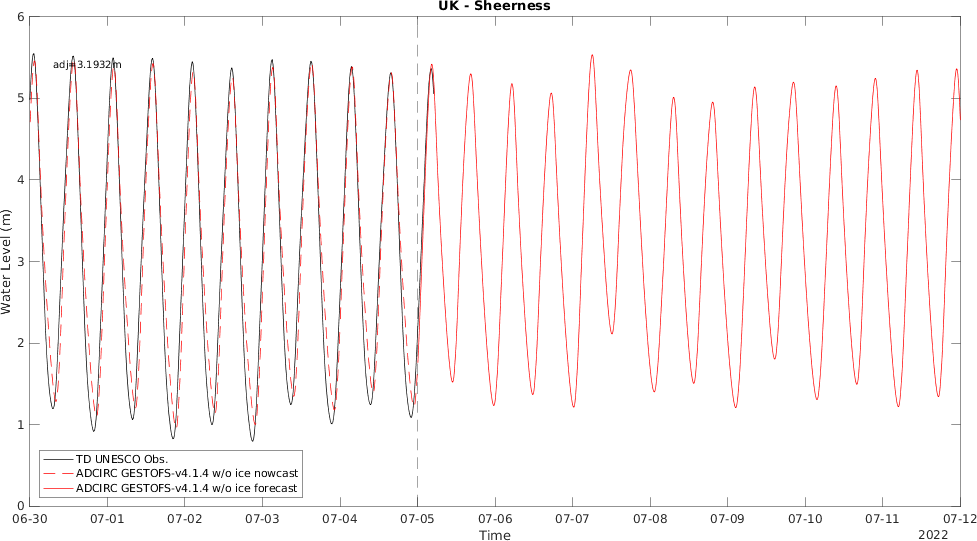 UK - Sheerness
adj=3.1932m
Water Level (m)
6
5
4
3
2
1
0
TD UNESCO Obs.
ADCIRC GESTOFS-v4.1.4 w/o ice nowcast
ADCIRC GESTOFS-v4.1.4 w/o ice forecast
06-30 07-01 07-02 07-03 07-04 07-05 07-06 07-07 07-08 07-09 07-10 07-11 07-12
Time
2022